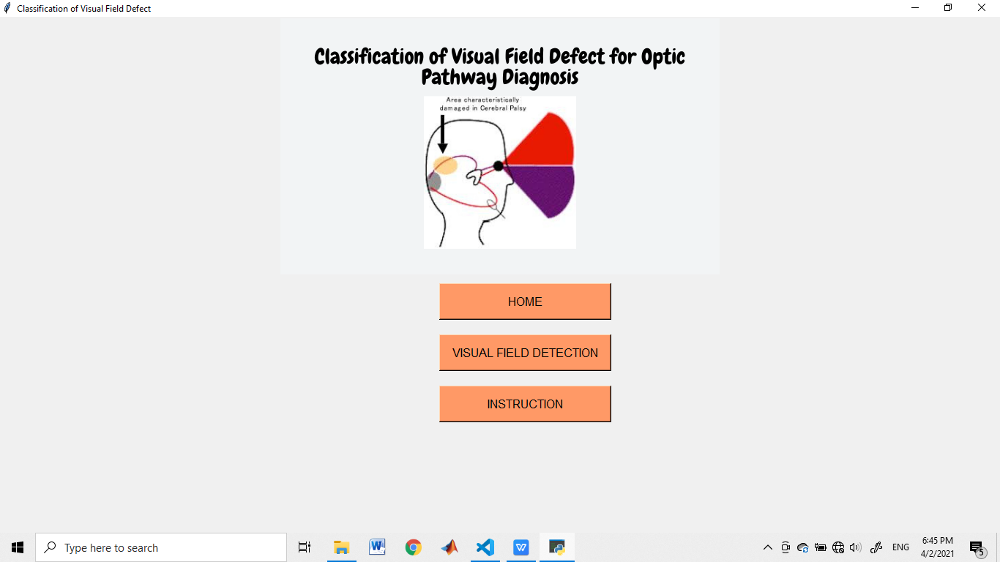 Classification of Visual Field Defect
Classification of Visual Field Defect for Optic
Pathway Diagnosis
Area characteristically
damaged in Cerebral Palsy
HOME
VISUAL FIELD DETECTION
INSTRUCTION
Type here to search
W
W
ENG
6:45 PM
4/2/2021
5